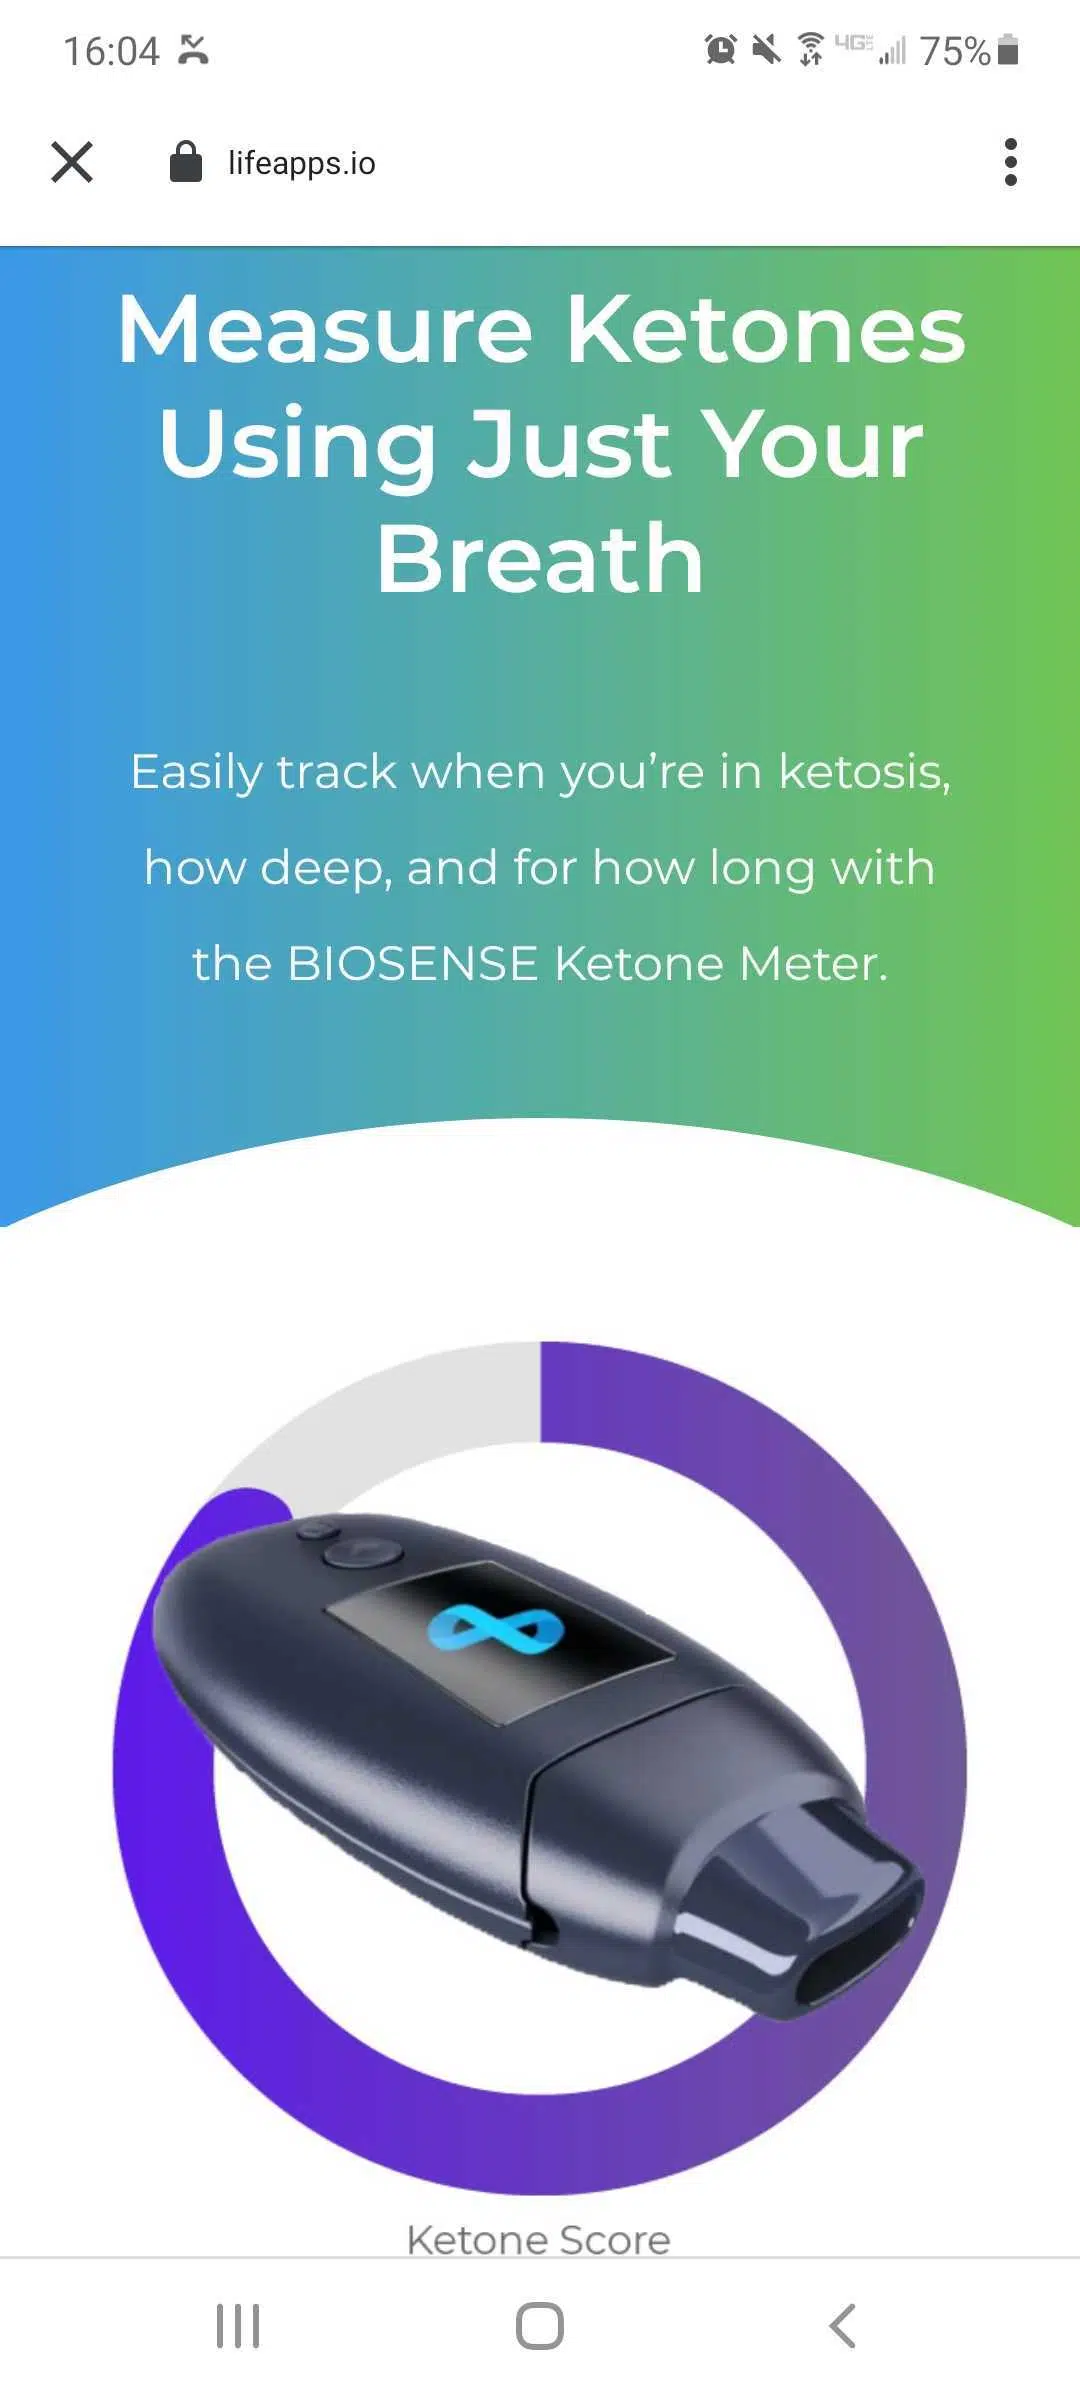 16:04
4G 75%
lifeapps.io
Measure Ketones
Using Just Your
Breath
Easily track when you’re in ketosis,
how deep, and for how long with
the BIOSENSE Ketone Meter.
Ketone Score